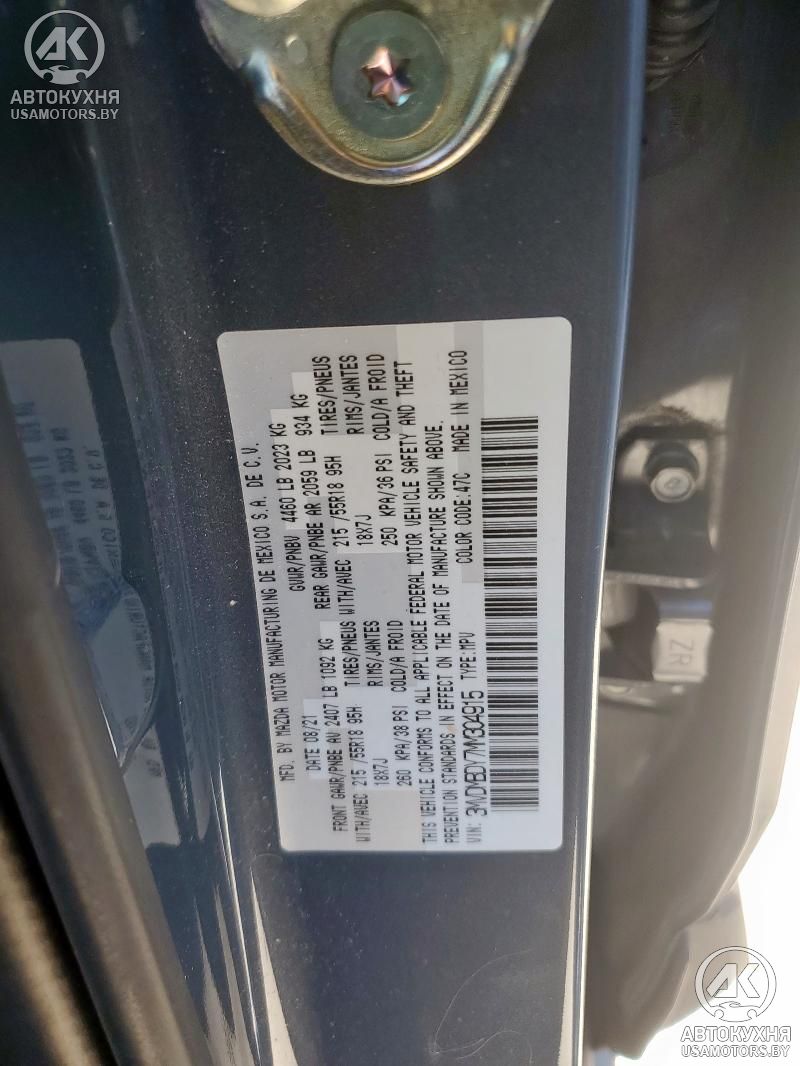 АК
АВТОКУХНЯ
USAMOTORS.BY
MFD. BY MAZDA MOTOR MANUFACTURING DE MEXICO S.A. DE C.V.
DATE 08/21 GVWR/PNBV 4460 LB 2023 KG
FRONT GAWR/PNBE AV 2407 LB 1092 KG REAR GAWR/PNBE AR 2059 LB 934 KG
WITH/AVEC 215 /55R18 95H TIRES/PNEUS WITH/AVEC 215 /55R18 95H TIRES/PNEUS
18X7J RIMS/JANTES 18X7J RIMS/JANTES
260 KPA/38 PSI COLD/A FROID 250 KPA/36 PSI COLD/A FROID
THIS VEHICLE CONFORMS TO ALL APPLICABLE FEDERAL MOTOR VEHICLE SAFETY AND THEFT
PREVENTION STANDARDS IN EFFECT ON THE DATE OF MANUFACTURE SHOWN ABOVE.
VIN: 3MVDMBDY7NM304915 TYPE:MPV COLOR CODE:47C MADE IN MEXICO
ZR
АК
АВТОКУХНЯ
USAMOTORS.BY